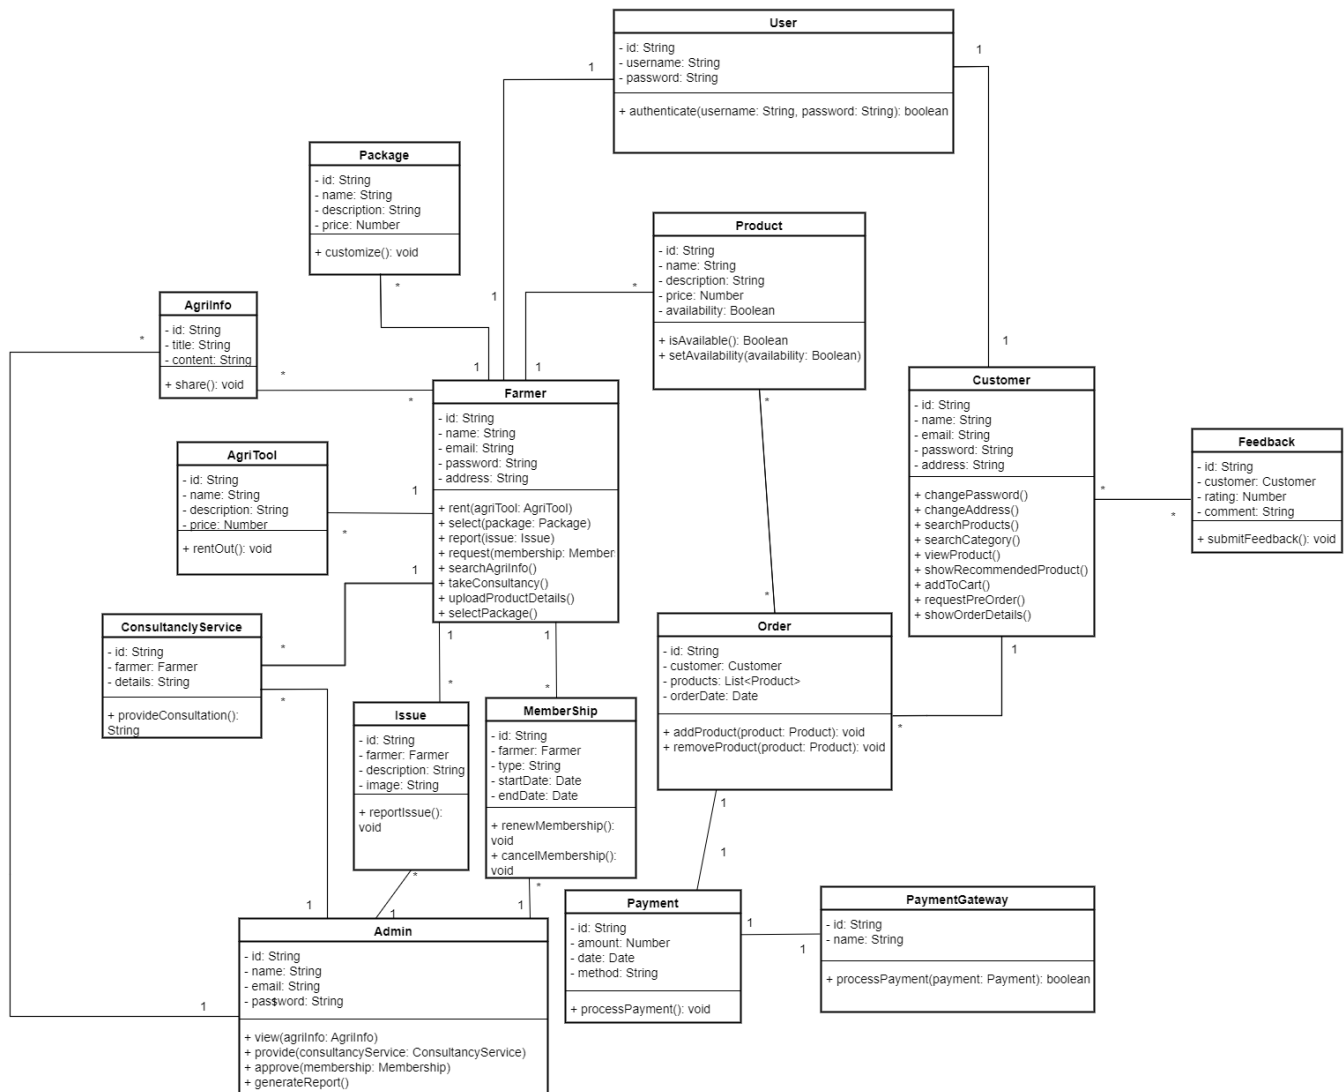 User
- id: String
- username: String
- password: String
+ authenticate(username: String, password: String): boolean
1
1
Package
- id: String
- name: String
- description: String
- price: Number
+ customize(): void
*
1
Product
- id: String
- name: String
- description: String
- price: Number
- availability: Boolean
+ isAvailable(): Boolean
+ setAvailability(availability: Boolean)
*
*
AgriInfo
- id: String
- title: String
- content: String
+ share(): void
*
*
1
1
*
Farmer
- id: String
- name: String
- email: String
- password: String
- address: String
+ rent(agriTool: AgriTool)
+ select(package: Package)
+ report(issue: Issue)
+ request(membership: Member
+ searchAgriInfo()
+ takeConsultancy()
+ uploadProductDetails()
+ selectPackage()
1
1
1
1
1
Customer
- id: String
- name: String
- email: String
- password: String
- address: String
+ changePassword()
+ changeAddress()
+ searchProducts()
+ searchCategory()
+ viewProduct()
+ showRecommendedProduct()
+ addToCart()
+ requestPreOrder()
+ showOrderDetails()
*
*
1
Feedback
- id: String
- customer: Customer
- rating: Number
- comment: String
+ submitFeedback(): void
AgriTool
- id: String
- name: String
- description: String
- price: Number
+ rentOut(): void
*
ConsultanclyService
- id: String
- farmer: Farmer
- details: String
+ provideConsultation():
String
*
*
Order
- id: String
- customer: Customer
- products: List<Product>
- orderDate: Date
+ addProduct(product: Product): void
+ removeProduct(product: Product): void
*
*
1
1
Issue
- id: String
- farmer: Farmer
- description: String
- image: String
+ reportIssue():
void
*
*
MemberShip
- id: String
- farmer: Farmer
- type: String
- startDate: Date
- endDate: Date
+ renewMembership():
void
+ cancelMembership():
void
*
*
Payment
- id: String
- amount: Number
- date: Date
- method: String
+ processPayment(): void
1
1
PaymentGateway
- id: String
- name: String
+ processPayment(payment: Payment): boolean
1
1
1
1
Admin
- id: String
- name: String
- email: String
- pas$word: String
+ view(agriInfo: AgriInfo)
+ provide(consultancyService: ConsultancyService)
+ approve(membership: Membership)
+ generateReport()